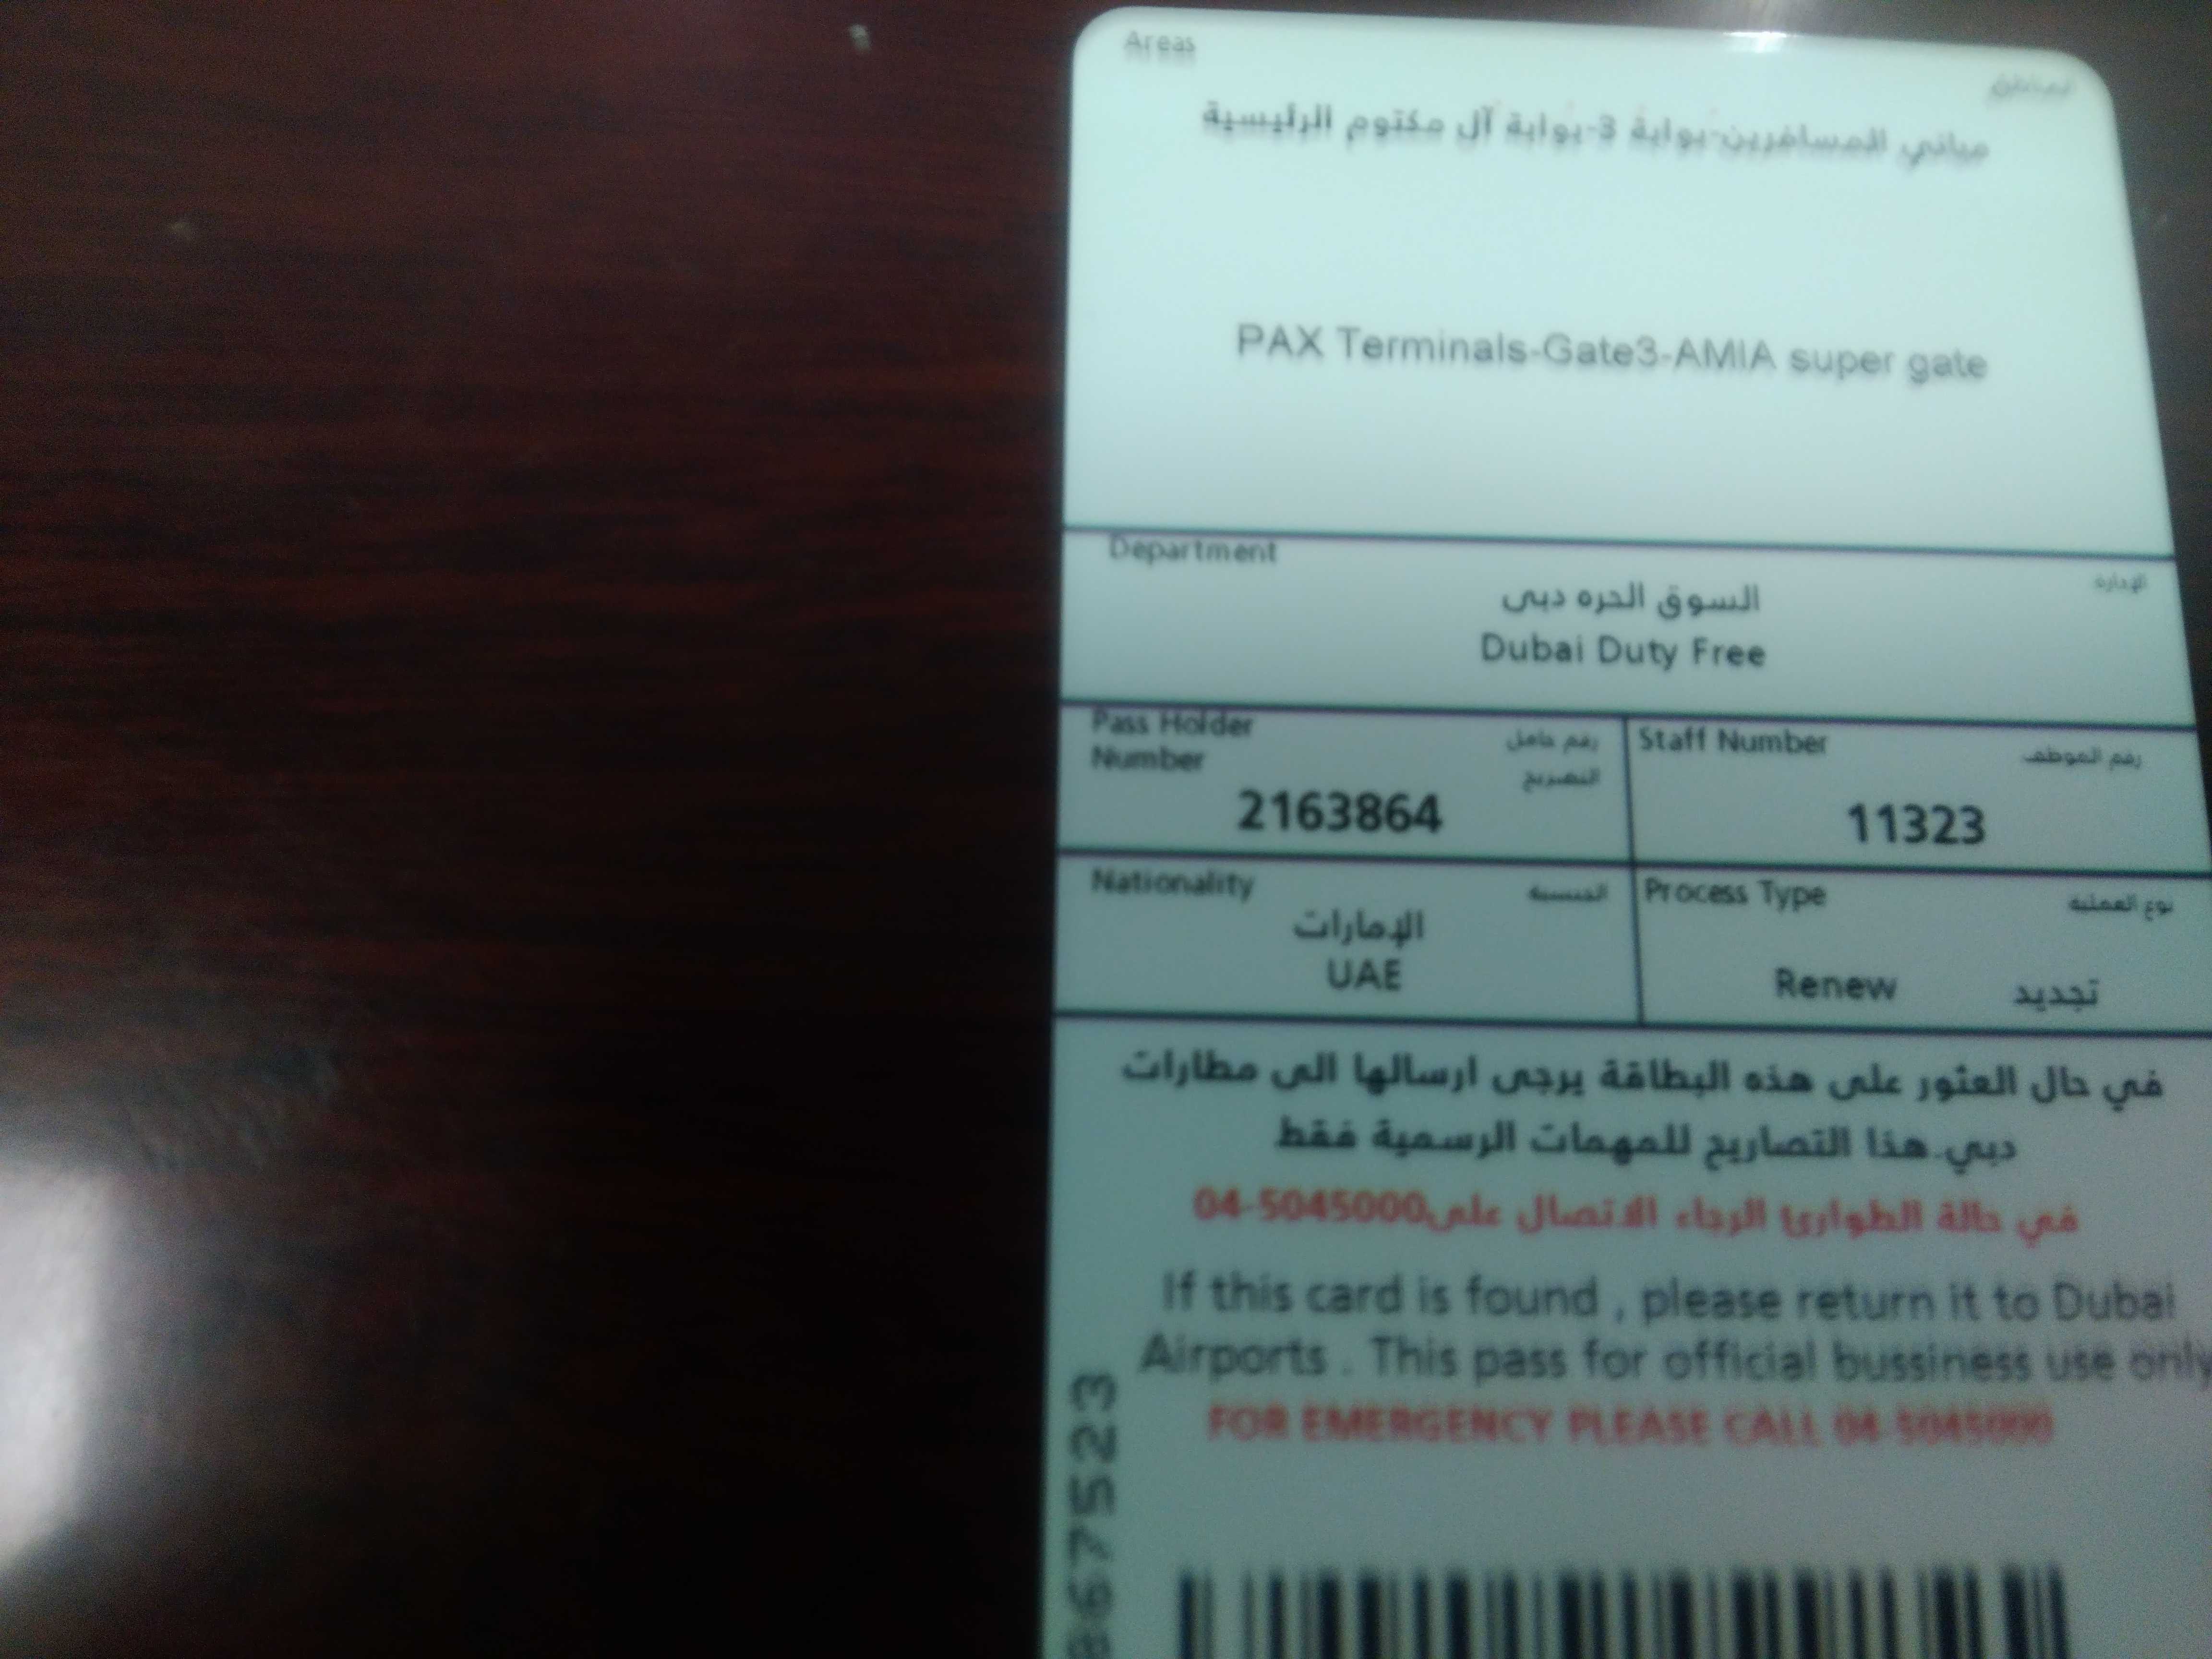 Areas
المناطق
مباني المسافرين-بوابة 3-بوابة آل مكتوم الرئيسية
PAX Terminals-Gate3-AMIA super gate
Department
الإدارة
السوق الحره دبى
Dubai Duty Free
Pass Holder Number
رقم حامل التصريح
2163864
Staff Number
رقم الموظف
11323
Nationality
الجنسية
الإمارات
UAE
Process Type
نوع العملية
Renew تجديد
في حال العثور على هذه البطاقة يرجى ارسالها الى مطارات
دبي.هذا التصاريح للمهمات الرسمية فقط
في حالة الطوارئ الرجاء الاتصال على04-5045000
If this card is found , please return it to Dubai
Airports . This pass for official bussiness use only
FOR EMERGENCY PLEASE CALL 04-5045000
867523